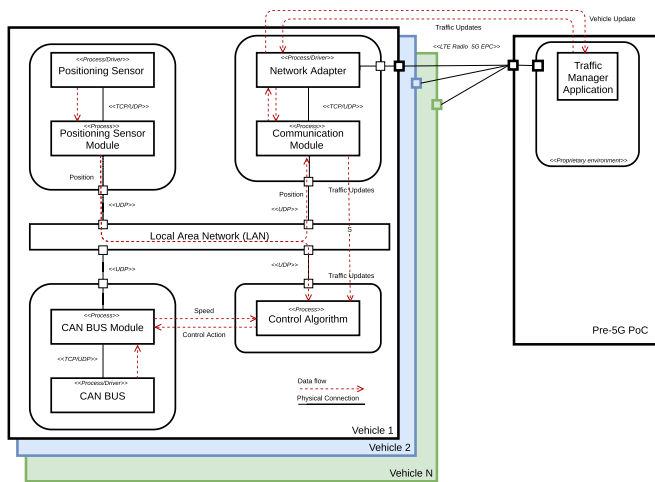 Traffic Updates
Vehicle Update
<<LTE Radio 5G EPC>>
<<Process/Driver>>
Positioning Sensor
<<Process/Driver>>
Network Adapter
Traffic
Manager
Application
<<TCP/UDP>>
<<TCP/UDP>>
<<Process>>
Positioning Sensor
Module
<<Process>>
Communication
Module
<<Proprietary environment>>
Position
Position
Traffic Updates
<<UDP>>
<<UDP>>
Local Area Network (LAN)
S
<<UDP>>
<<UDP>>
Traffic Updates
<<Process>>
CAN BUS Module
Speed
Control Action
<<Process>>
Control Algorithm
Pre-5G PoC
<<TCP/UDP>>
<<Process/Driver>>
CAN BUS
Data flow
Physical Connection
Vehicle 1
Vehicle 2
Vehicle N